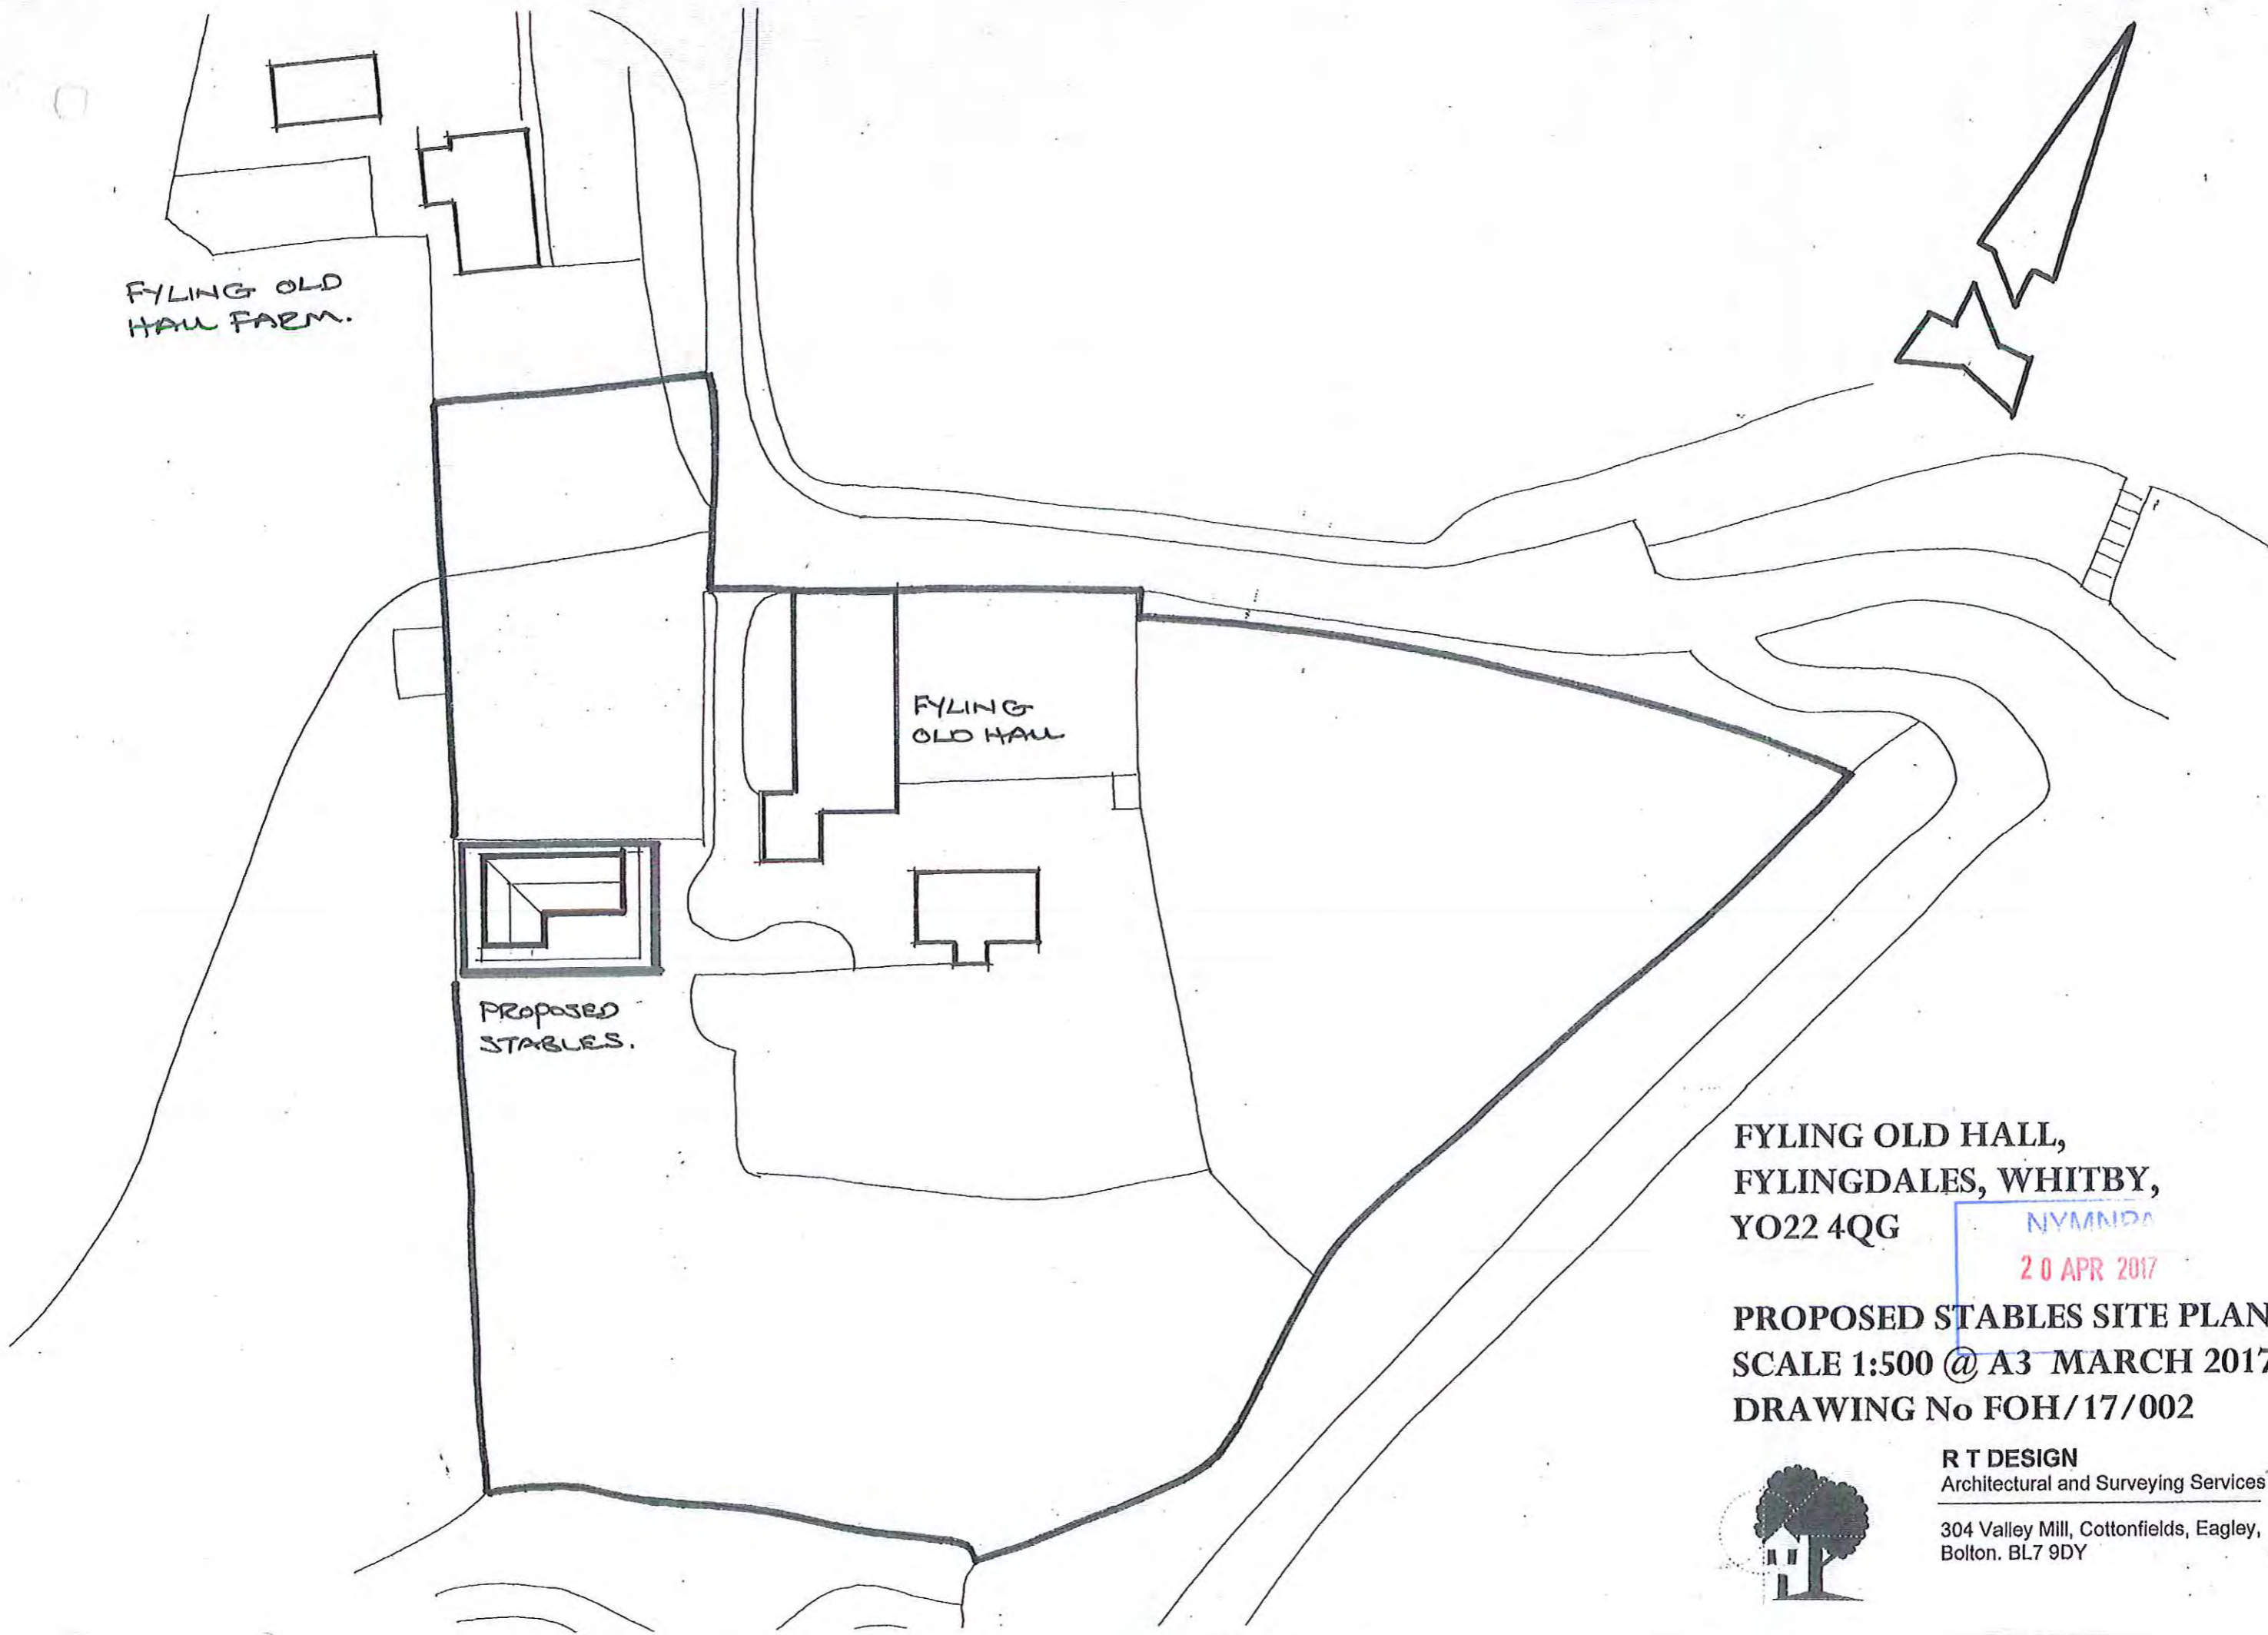 FYLING OLD
HALL FARM.
FYLING
OLD HALL
PROPOSED
STABLES.
FYLING OLD HALL,
FYLINGDALES, WHITBY,
YO22 4QG
NYMNPA
20 APR 2017
PROPOSED STABLES SITE PLAN
SCALE 1:500 @ A3 MARCH 2017
DRAWING No FOH/17/002
R T DESIGN
Architectural and Surveying Services
304 Valley Mill, Cottonfields, Eagley,
Bolton. BL7 9DY